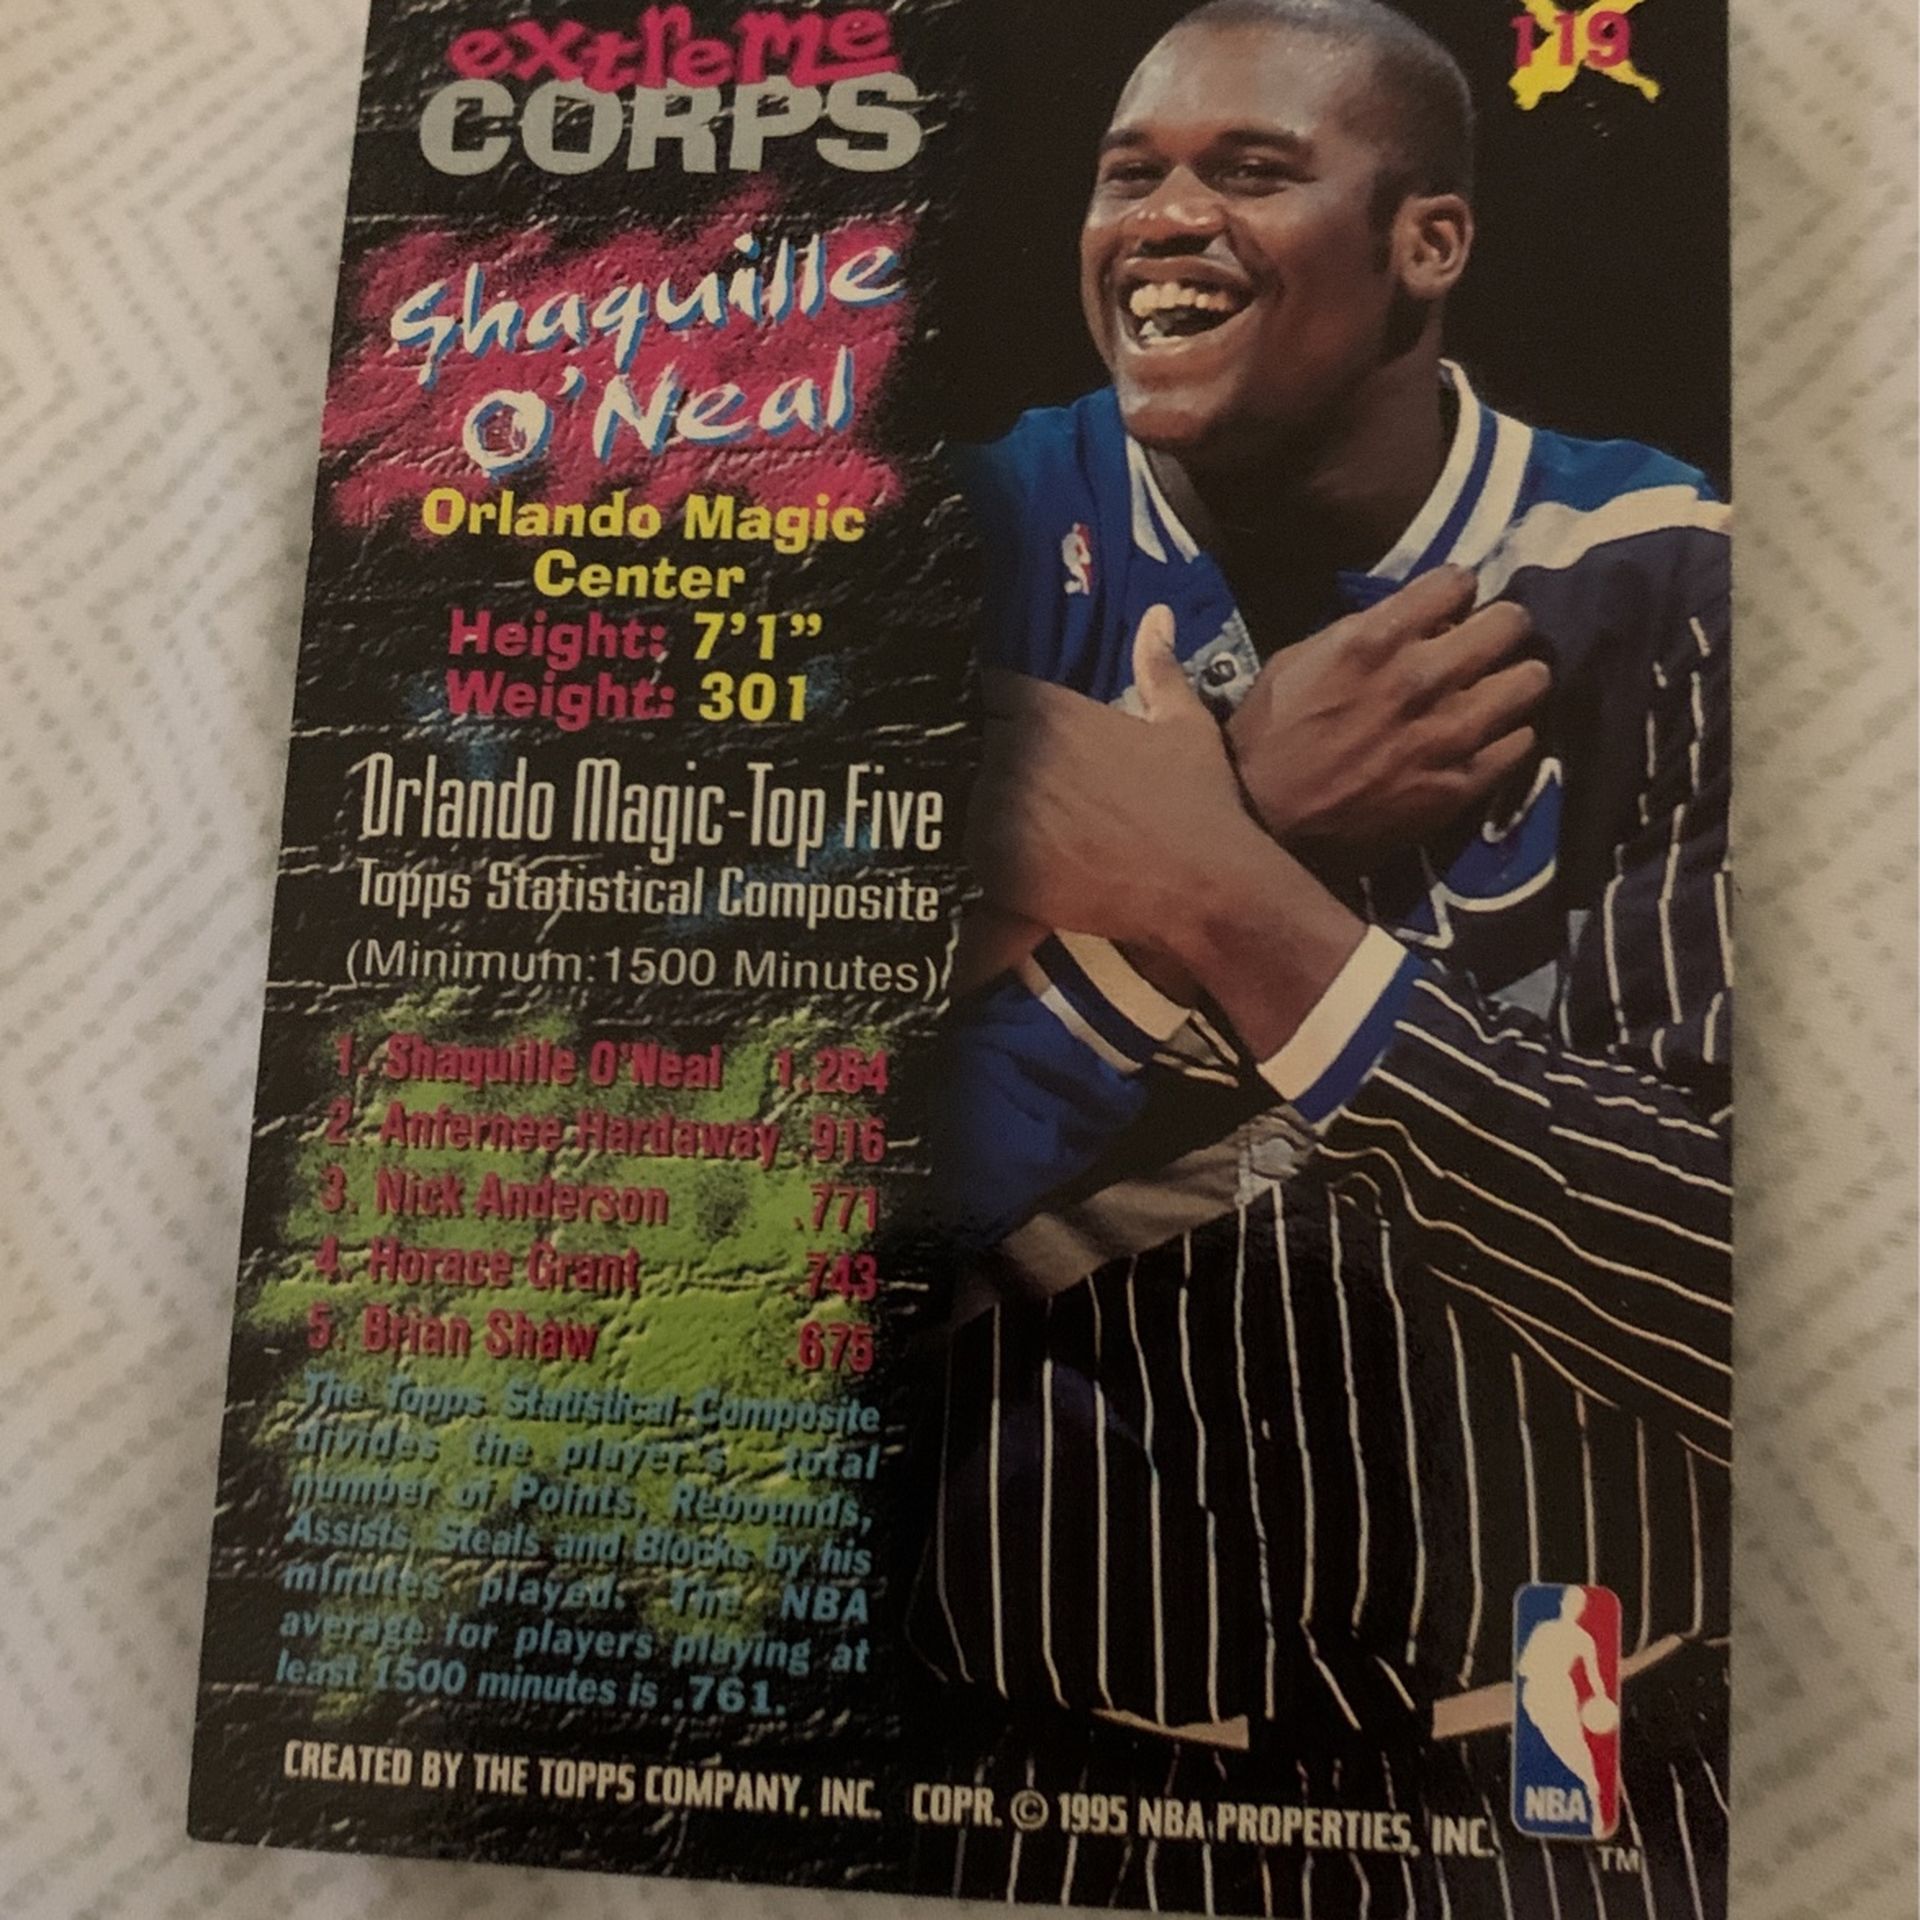 extreme
CORPS
119
Shaquille
O'Neal
Orlando Magic
Center
Height: 7'1"
Weight: 301
Orlando Magic-Top Five
Topps Statistical Composite
(Minimum:1500 Minutes)
1. Shaquille O'Neal 1.264
2. Anfernee Hardaway .916
3. Nick Anderson .771
4. Horace Grant .743
5. Brian Shaw .675
The Topps Statistical Composite
divides the player's total
number of Points, Rebounds,
Assists, Steals and Blocks by his
minutes played. The NBA
average for players playing at
least 1500 minutes is .761.
CREATED BY THE TOPPS COMPANY, INC. COPR. © 1995 NBA PROPERTIES, INC.
NBA
TM